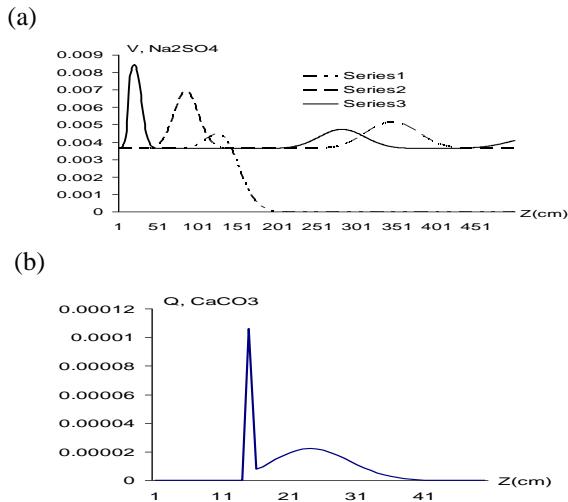 (a)
V, Na2SO4
0.009
0.008
0.007
0.006
0.005
0.004
0.003
0.002
0.001
0
Series1
Series2
Series3
1 51 101 151 201 251 301 351 401 451
Z(cm)
(b)
Q, CaCO3
0.00012
0.0001
0.00008
0.00006
0.00004
0.00002
0
1 11 21 31 41
Z(cm)